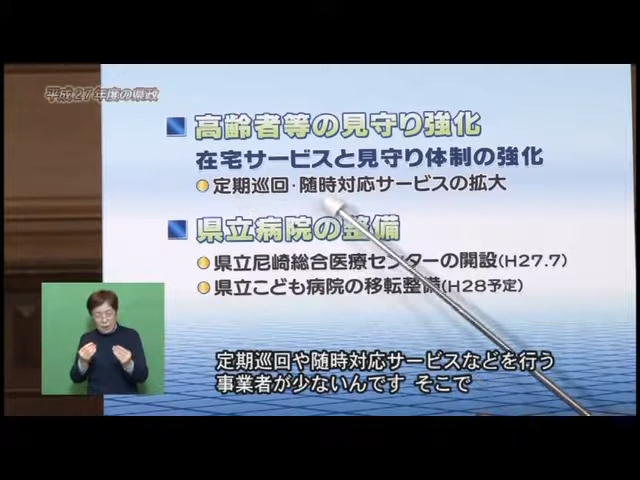 平成27年度の県政
高齢者等の見守り強化
在宅サービスと見守り体制の強化
定期巡回・随時対応サービスの拡大
県立病院の整備
県立尼崎総合医療センターの開設(H27.7)
県立こども病院の移転整備(H28予定)
定期巡回や随時対応サービスなどを行う
事業者が少ないんです そこで